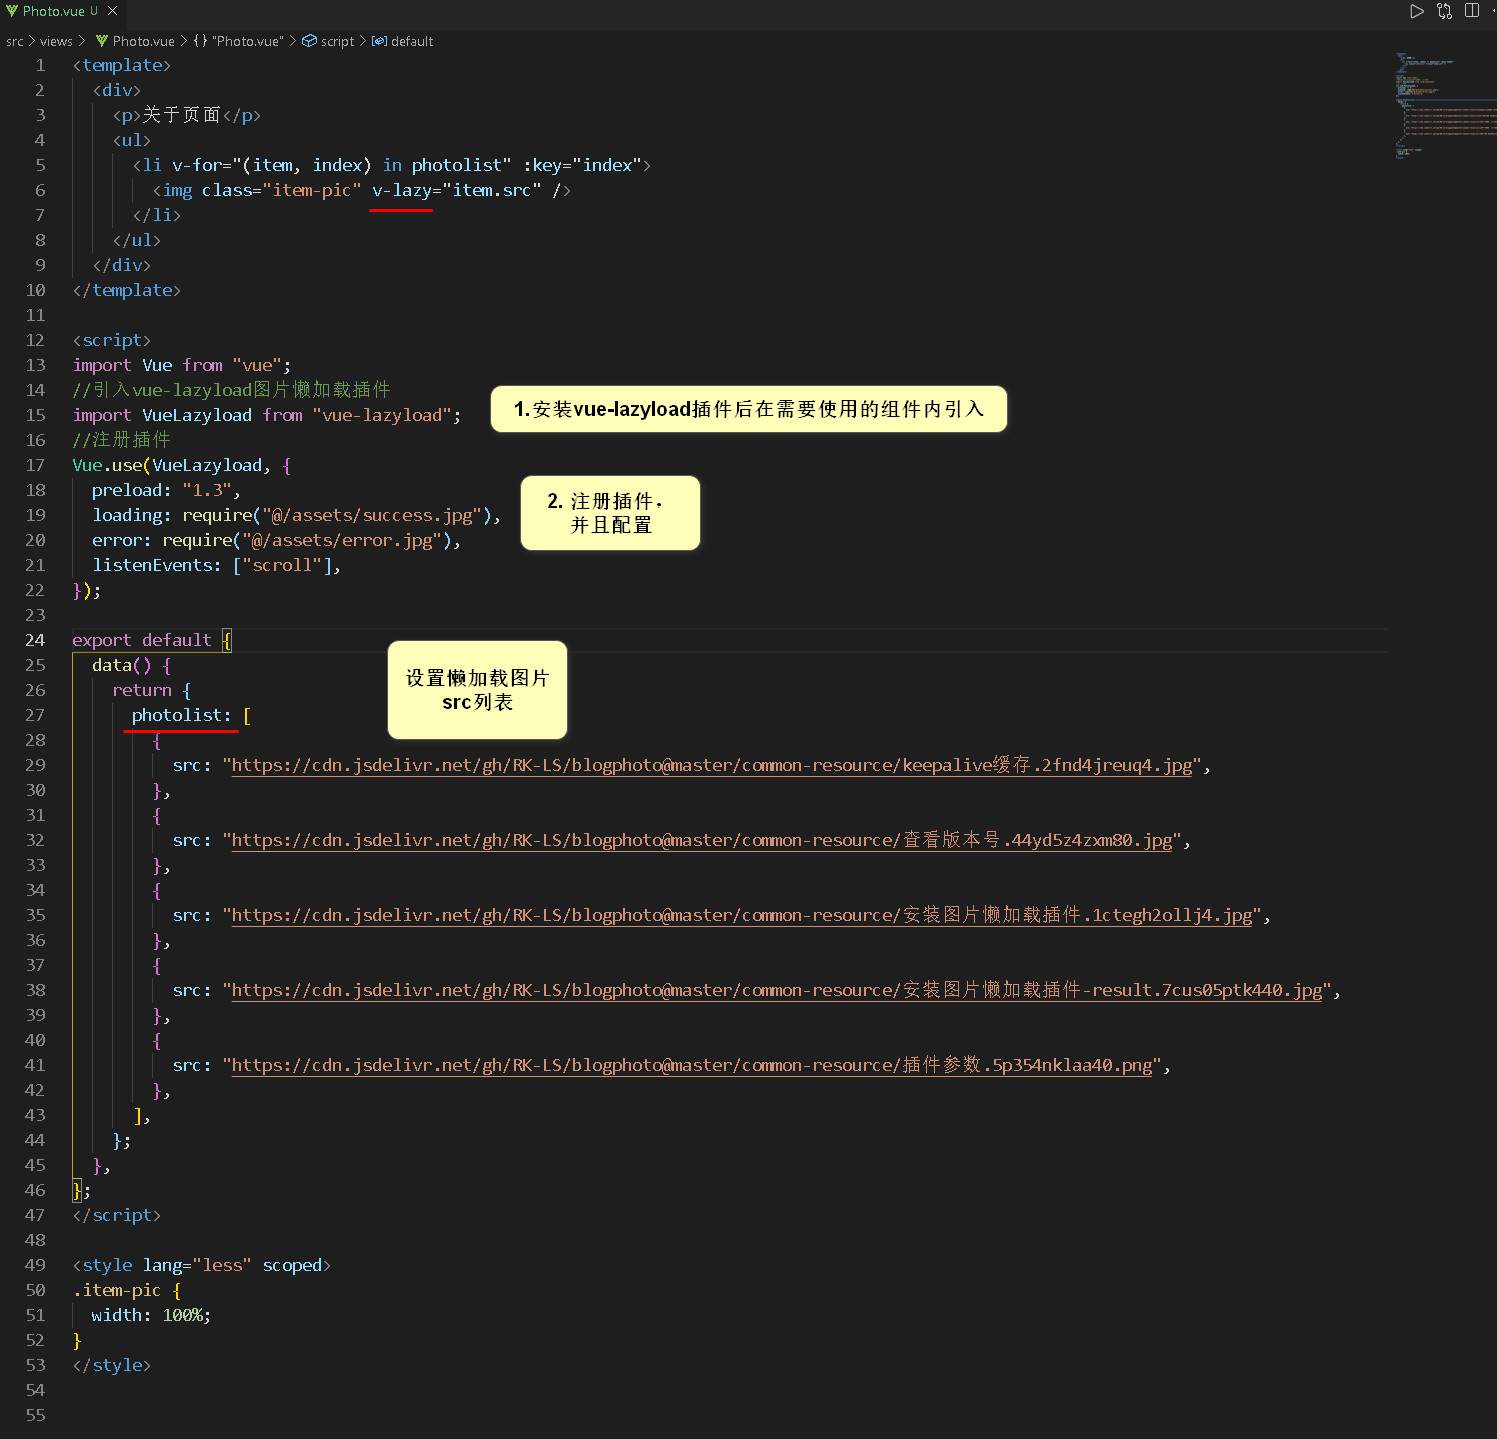 Photo.vue U
src > views > Photo.vue > {} "Photo.vue" > script > default
1 <template>
2 <div>
3 <p>关于页面</p>
4 <ul>
5 <li v-for="(item, index) in photolist" :key="index">
6 <img class="item-pic" v-lazy="item.src" />
7 </li>
8 </ul>
9 </div>
10 </template>
11
12 <script>
13 import Vue from "vue";
14 //引入vue-lazyload图片懒加载插件
15 import VueLazyload from "vue-lazyload";
1.安装vue-lazyload插件后在需要使用的组件内引入
16 //注册插件
17 Vue.use(VueLazyload, {
18 preload: "1.3",
19 loading: require("@/assets/success.jpg"),
20 error: require("@/assets/error.jpg"),
2. 注册插件，
并且配置
21 listenEvents: ["scroll"],
22 });
23
24 export default {
25 data() {
26 return {
设置懒加载图片
src列表
27 photolist: [
28 {
29 src: "https://cdn.jsdelivr.net/gh/RK-LS/blogphoto@master/common-resource/keepalive缓存.2fnd4jreuq4.jpg",
30 },
31 {
32 src: "https://cdn.jsdelivr.net/gh/RK-LS/blogphoto@master/common-resource/查看版本号.44yd5z4zxm80.jpg",
33 },
34 {
35 src: "https://cdn.jsdelivr.net/gh/RK-LS/blogphoto@master/common-resource/安装图片懒加载插件.1ctegh2ollj4.jpg",
36 },
37 {
38 src: "https://cdn.jsdelivr.net/gh/RK-LS/blogphoto@master/common-resource/安装图片懒加载插件-result.7cus05ptk440.jpg",
39 },
40 {
41 src: "https://cdn.jsdelivr.net/gh/RK-LS/blogphoto@master/common-resource/插件参数.5p354nklaa40.png",
42 },
43 ],
44 };
45 },
46 };
47 </script>
48
49 <style lang="less" scoped>
50 .item-pic {
51 width: 100%;
52 }
53 </style>
54
55